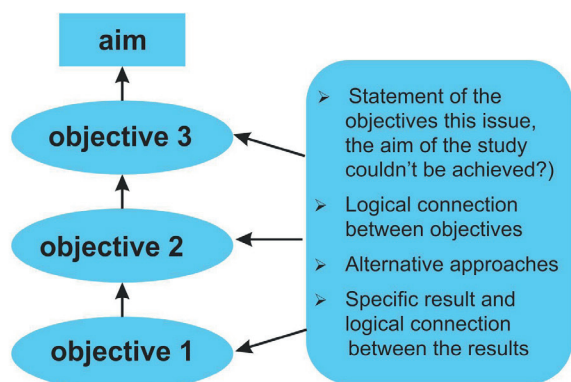 aim
objective 3
objective 2
objective 1
➢ Statement of the
objectives this issue,
the aim of the study
couldn't be achieved?)
➢ Logical connection
between objectives
➢ Alternative approaches
➢ Specific result and
logical connection
between the results